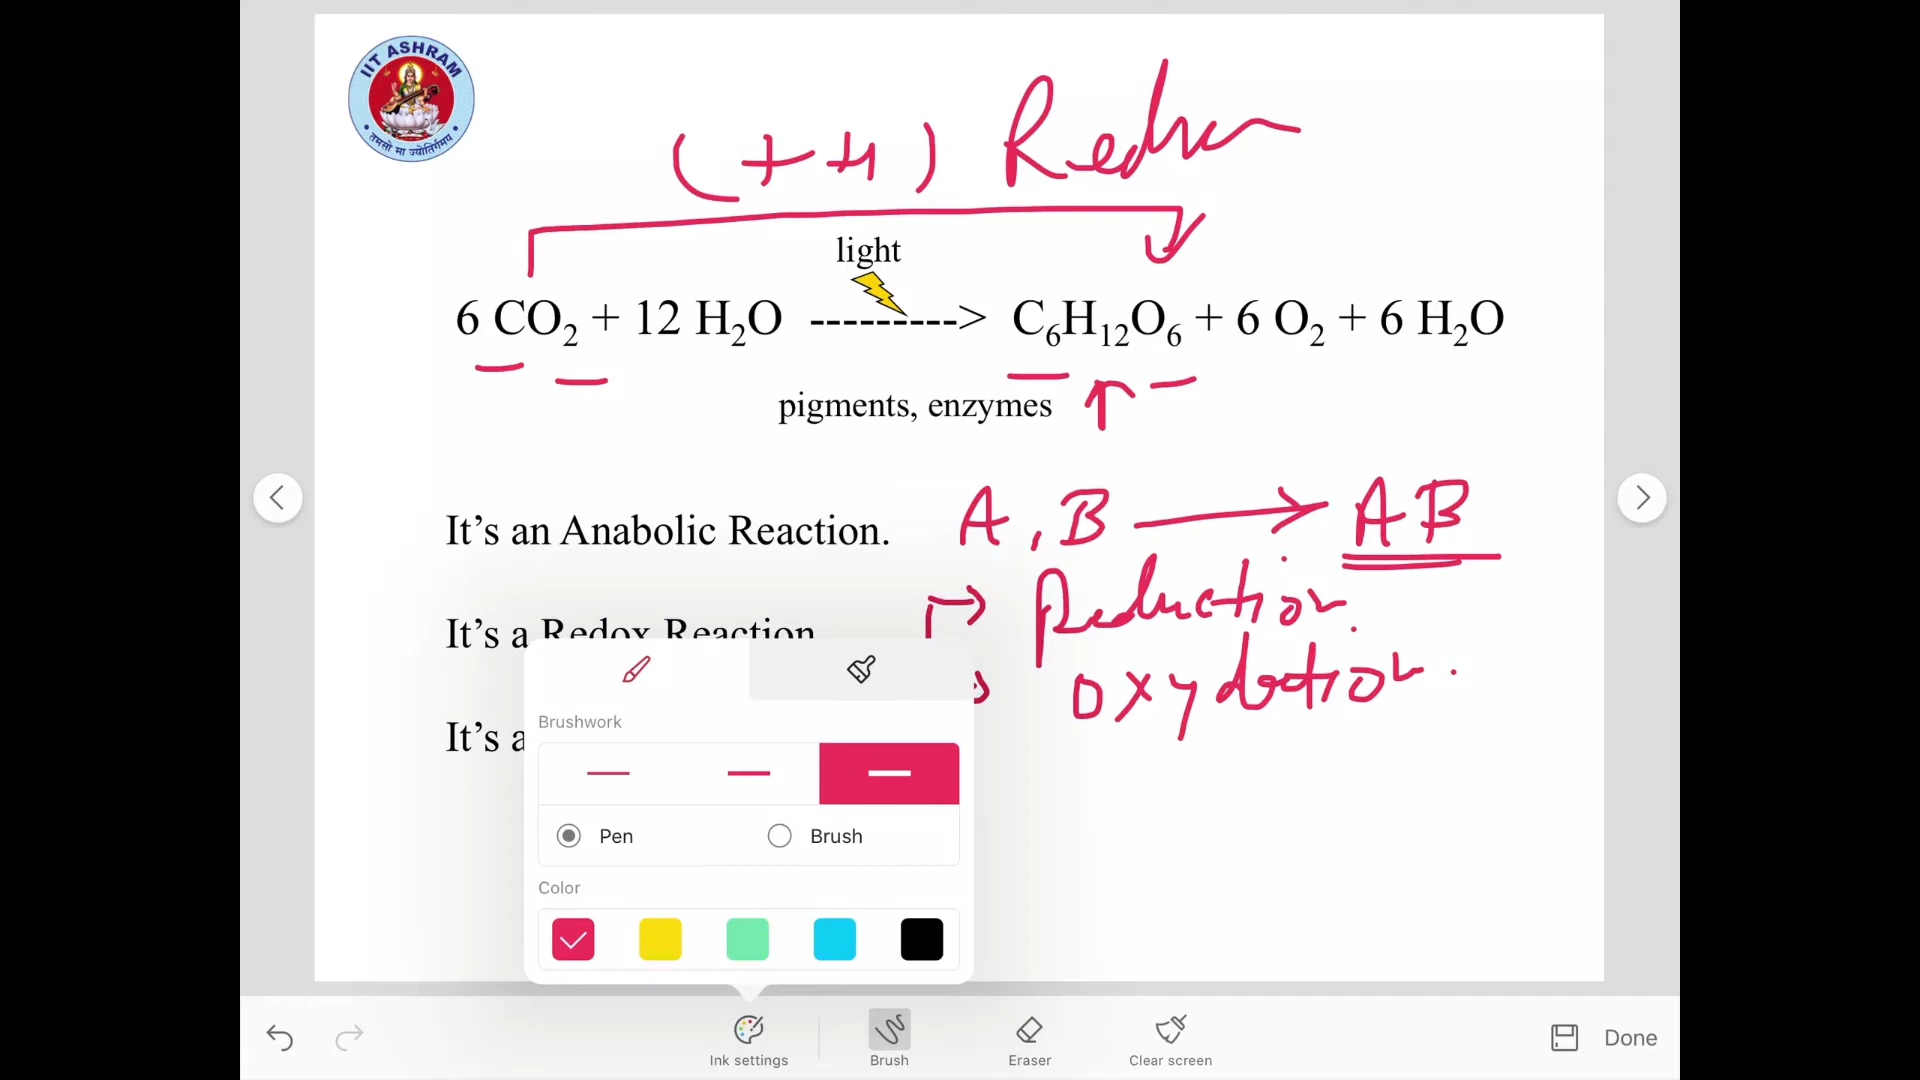 IIT ASHRAM
तमसो मा ज्योतिर्गमय
(+4) Redu
light
6 CO2 + 12 H2O ---------> C6H12O6 + 6 O2 + 6 H2O
pigments, enzymes
It’s an Anabolic Reaction.
A, B → AB
It’s a Redox Reaction
Reduction.
oxydation.
It’s a
Brushwork
Pen
Brush
Color
Ink settings
Brush
Eraser
Clear screen
Done